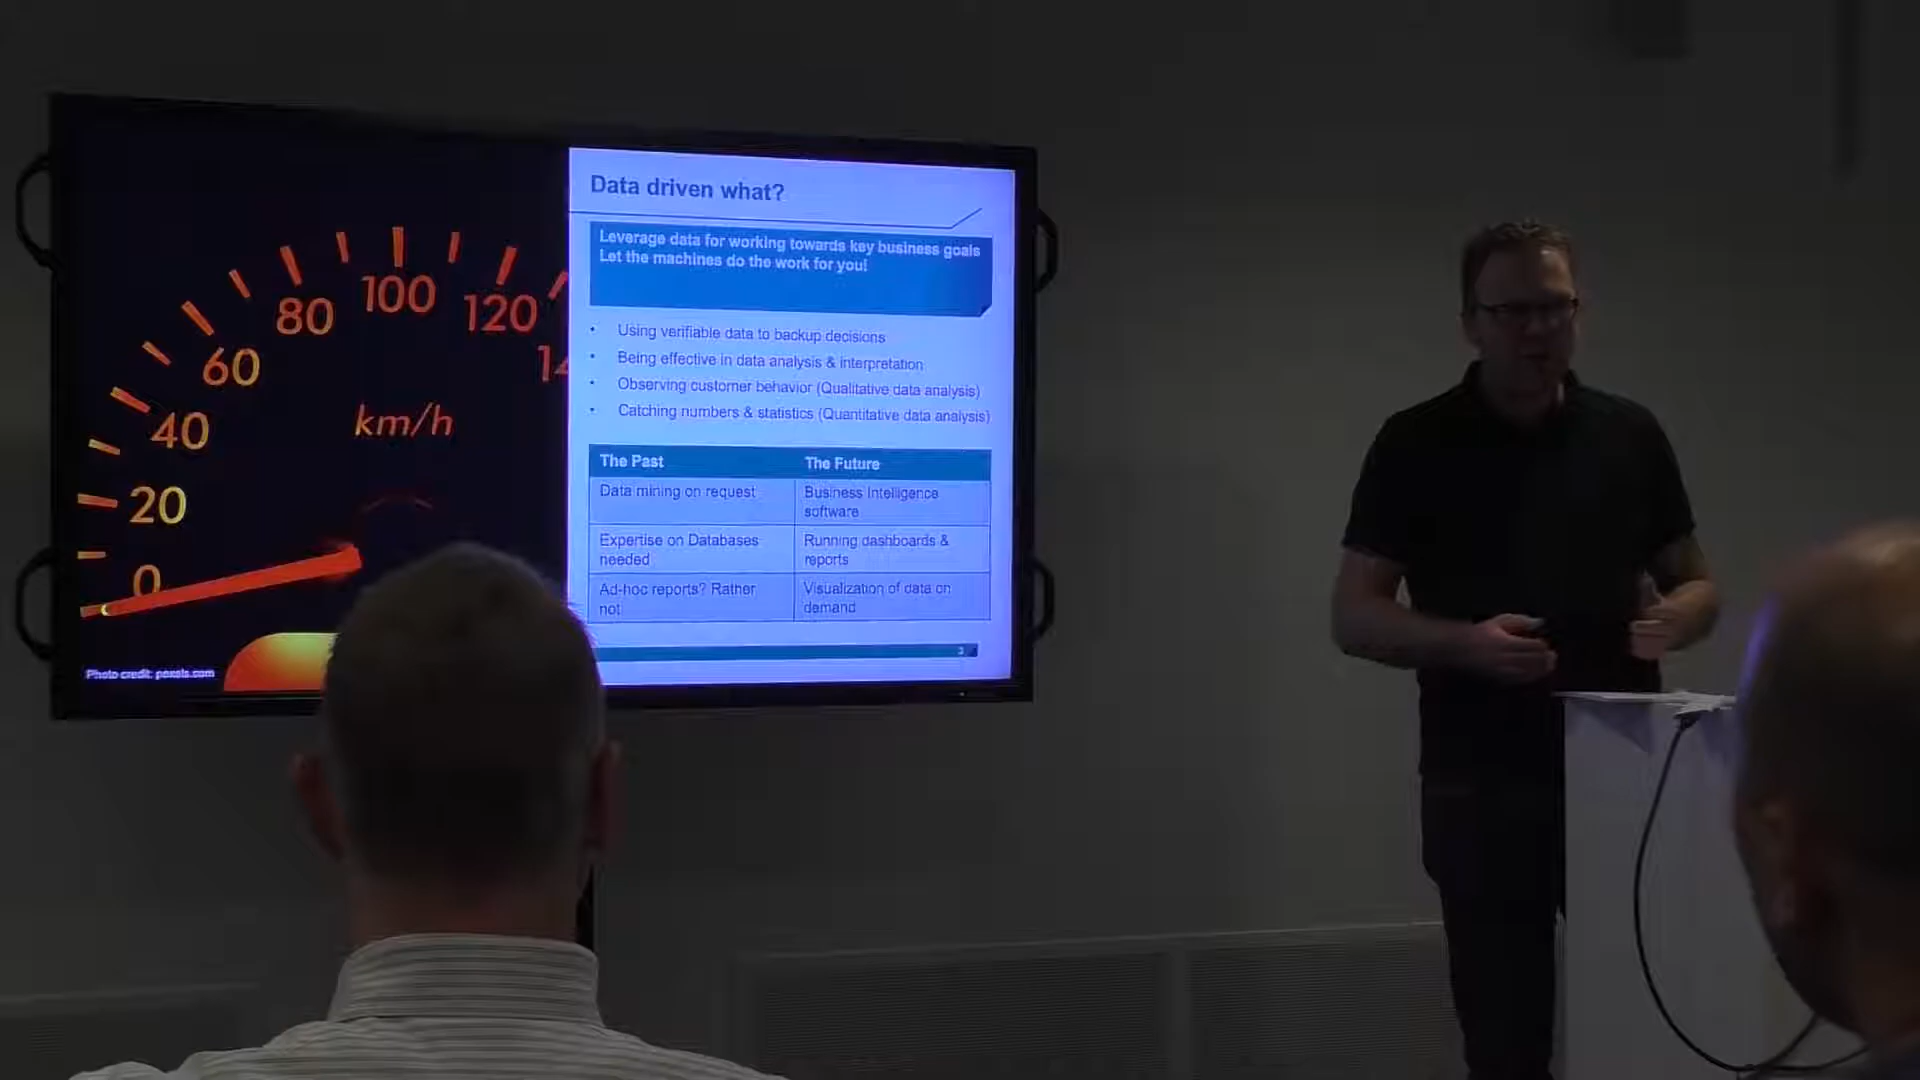 0
20
40
60
80
100
120
14
km/h
Photo credit: pexels.com
Data driven what?
Leverage data for working towards key business goals
Let the machines do the work for you!
• Using verifiable data to backup decisions
• Being effective in data analysis & interpretation
• Observing customer behavior (Qualitative data analysis)
• Catching numbers & statistics (Quantitative data analysis)
The Past The Future
Data mining on request
Business Intelligence
software
Expertise on Databases
needed
Running dashboards &
reports
Ad-hoc reports? Rather
not
Visualization of data on
demand
3